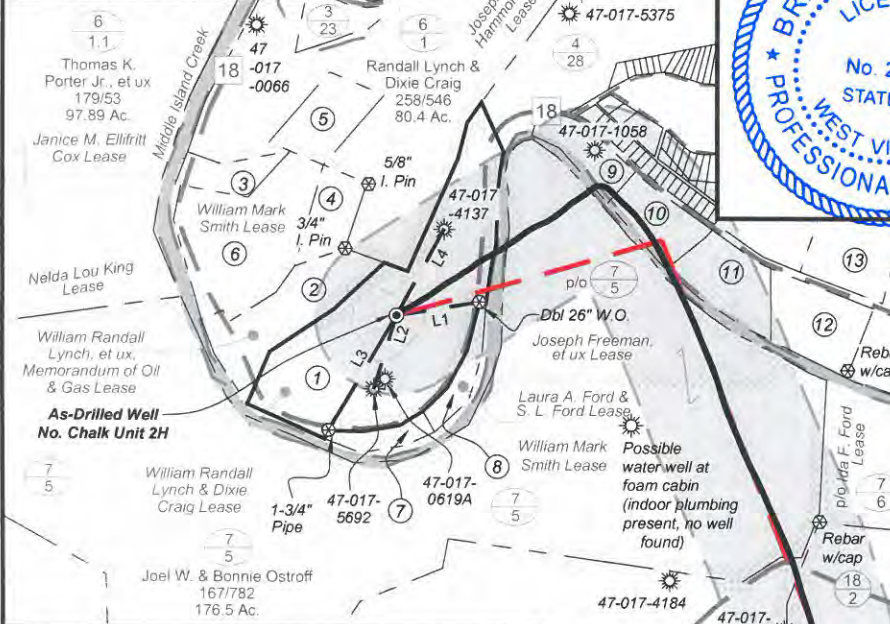 6
1.1
Thomas K.
Porter Jr., et ux
179/53
97.89 Ac.
Janice M. Ellifritt
Cox Lease
Middle Island Creek
47
-017
-0066
18
3
23
6
1
Randall Lynch &
Dixie Craig
258/546
80.4 Ac.
Lease
47-017-5375
4
28
18
47-017-1058
LICE
No. 2
STATE
WEST VI
PROFESSIONA
5
3
4
6
5/8"
I. Pin
3/4"
I. Pin
William Mark
Smith Lease
47-017
-4137
L4
9
10
11
13
12
Nelda Lou King
Lease
2
L2
L1
L3
p/o
7
5
Dbl 26" W.O.
Joseph Freeman,
et ux Lease
William Randall
Lynch, et ux,
Memorandum of Oil
& Gas Lease
1
As-Drilled Well
No. Chalk Unit 2H
Laura A. Ford &
S. L. Ford Lease
William Mark
Smith Lease
Possible
water well at
foam cabin
(indoor plumbing
present, no well
found)
p/o Ida F. Ford
Lease
7
6
7
5
William Randall
Lynch & Dixie
Craig Lease
1-3/4"
Pipe
47-017-
5692
7
47-017-
0619A
8
7
5
Rebar
w/cap
7
5
Joel W. & Bonnie Ostroff
167/782
176.5 Ac.
47-017-4184
47-017-
18
2